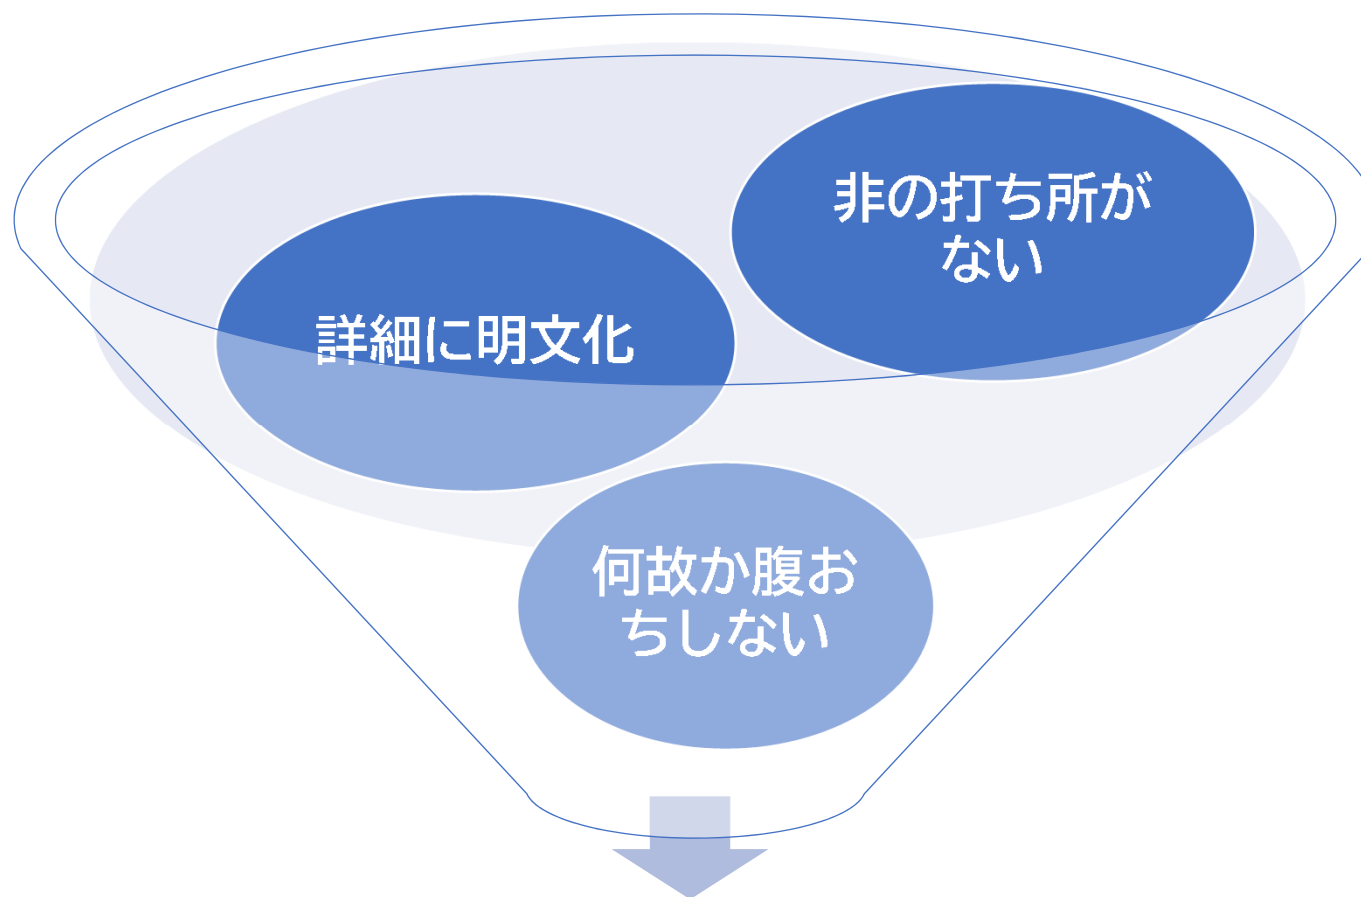 非の打ち所が
ない
詳細に明文化
何故か腹お
ちしない